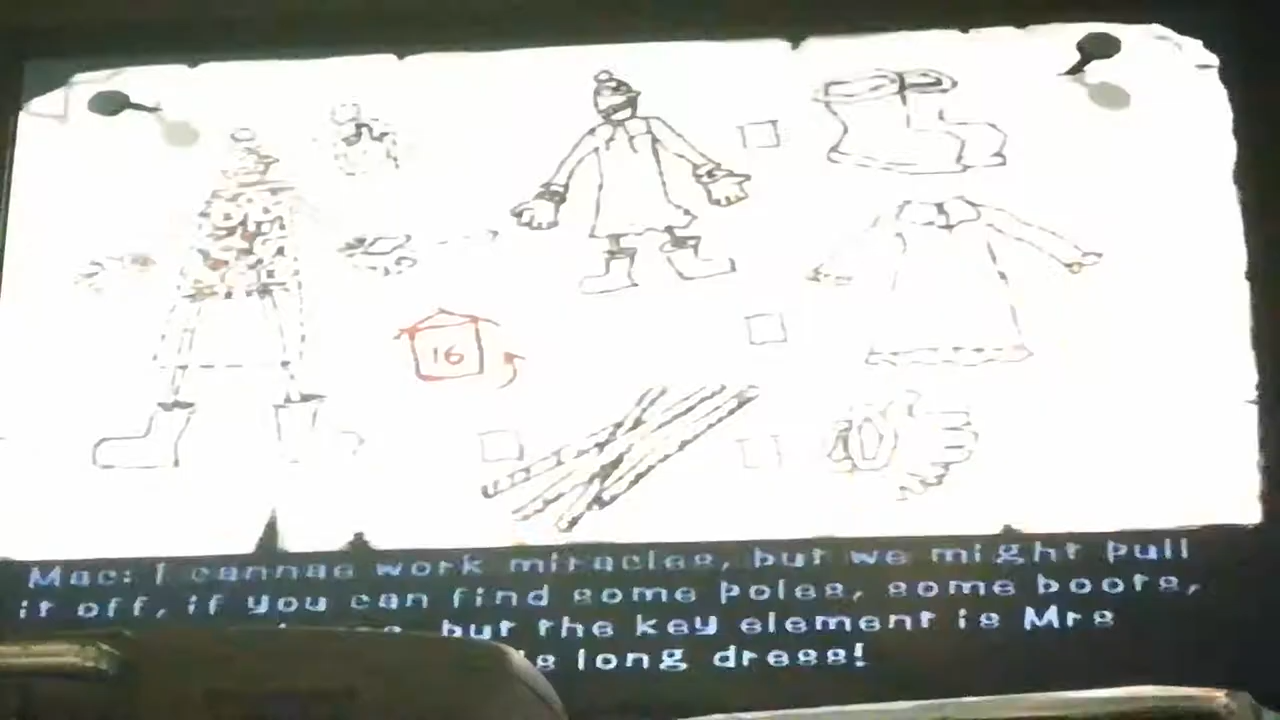 16
Mac: I cannae work miracles, but we might pull
it off, if you can find some poles, some boots,
but the key element is Mrs
long dress!